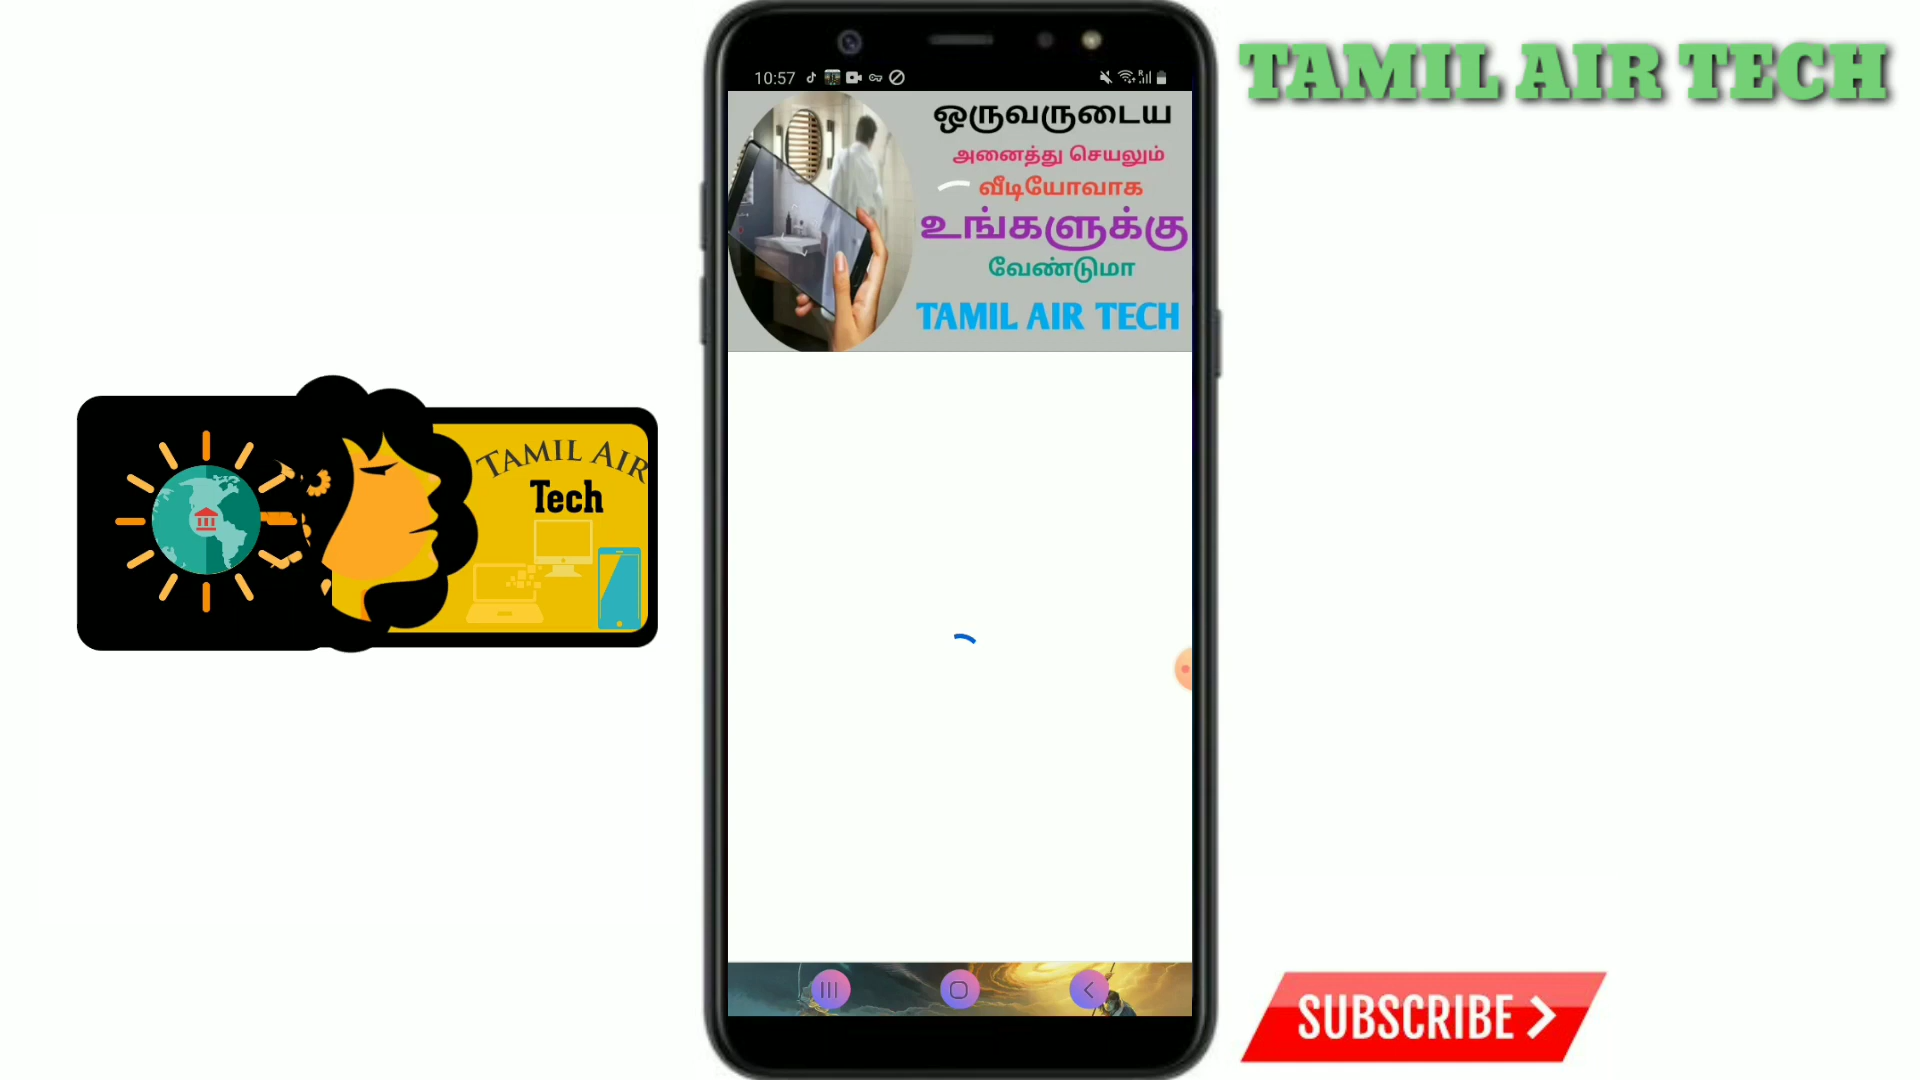 TAMIL AIR TECH
10:57
ஒருவருடைய
அனைத்து செயலும்
வீடியோவாக
உங்களுக்கு
வேண்டுமா
TAMIL AIR TECH
TAMIL AIR
Tech
SUBSCRIBE